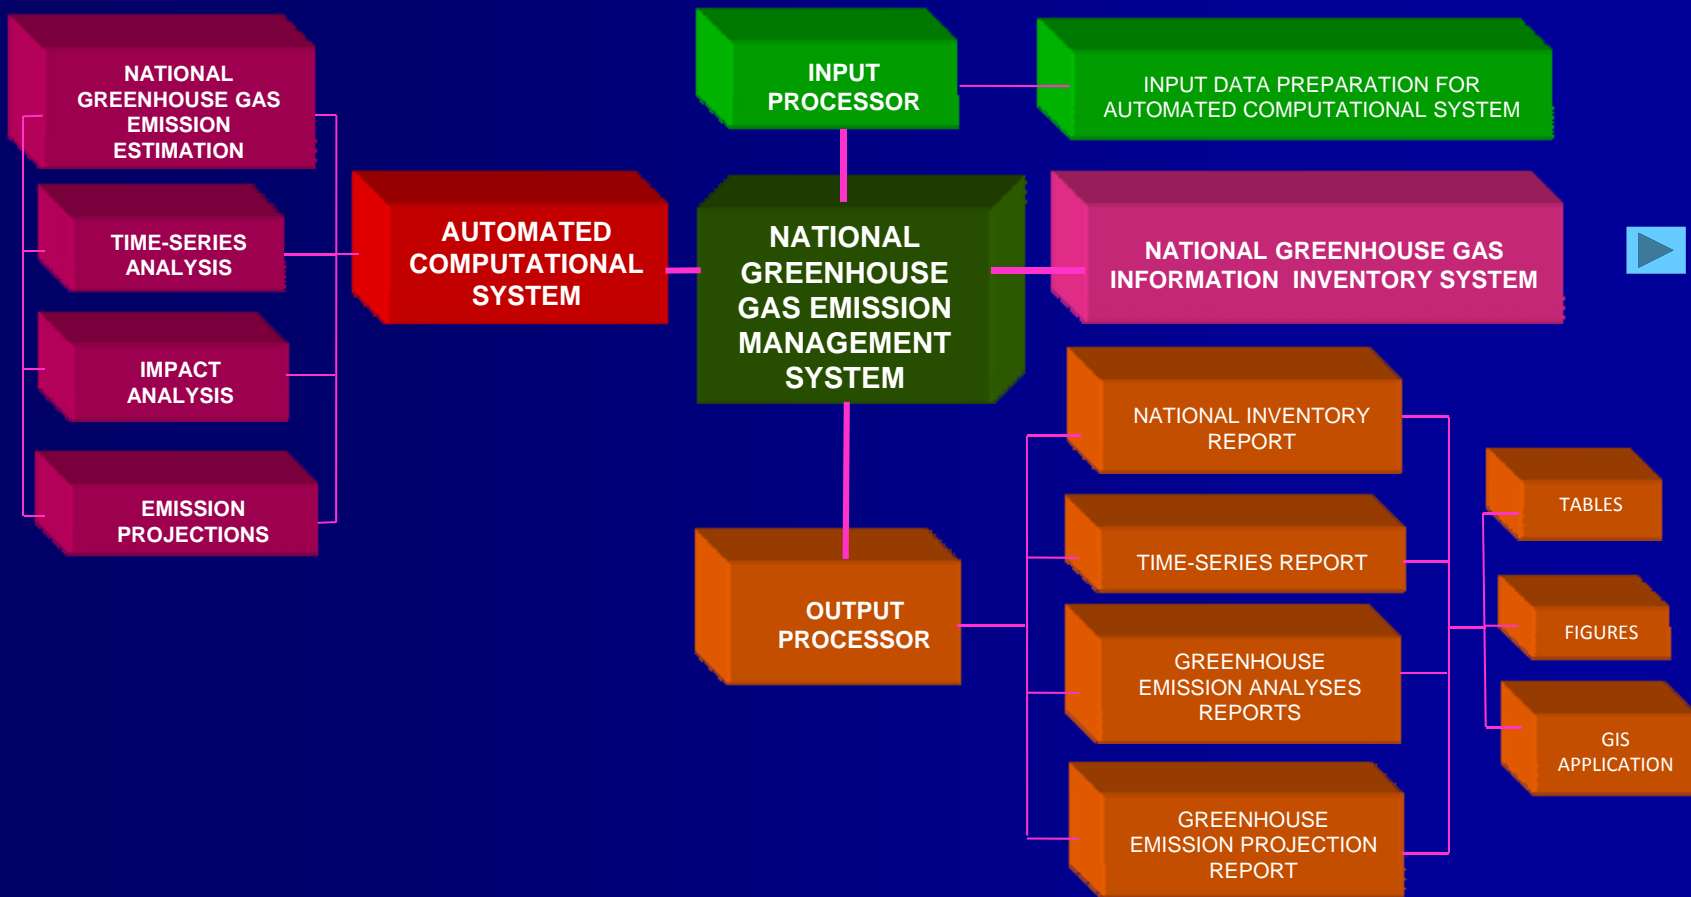 NATIONAL
GREENHOUSE GAS
EMISSION
ESTIMATION
TIME-SERIES
ANALYSIS
IMPACT
ANALYSIS
EMISSION
PROJECTIONS
AUTOMATED
COMPUTATIONAL
SYSTEM
INPUT
PROCESSOR
INPUT DATA PREPARATION FOR
AUTOMATED COMPUTATIONAL SYSTEM
NATIONAL
GREENHOUSE
GAS EMISSION
MANAGEMENT
SYSTEM
NATIONAL GREENHOUSE GAS
INFORMATION INVENTORY SYSTEM
OUTPUT
PROCESSOR
NATIONAL INVENTORY
REPORT
TIME-SERIES REPORT
GREENHOUSE
EMISSION ANALYSES
REPORTS
GREENHOUSE
EMISSION PROJECTION
REPORT
TABLES
FIGURES
GIS
APPLICATION